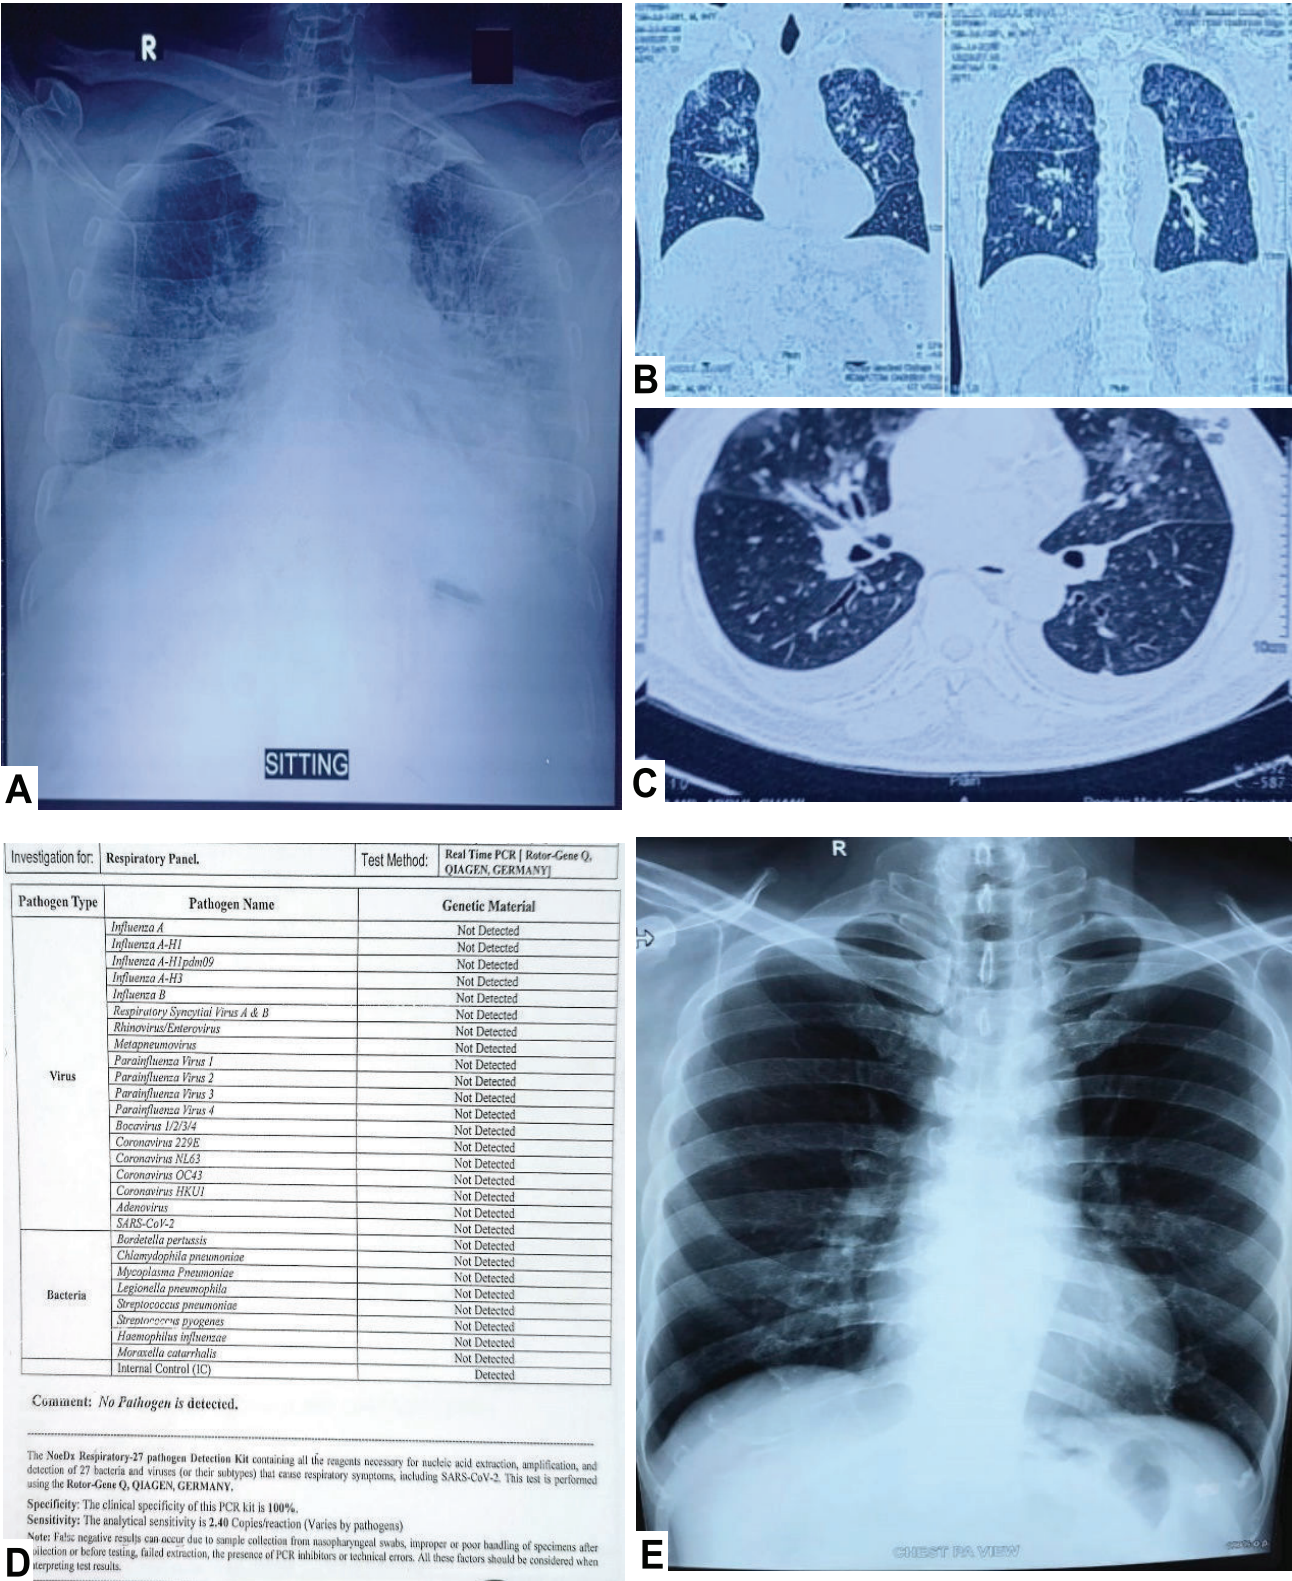 R
SITTING
A
B
Plain
C
R
CHEST PA VIEW
E
Investigation for: Respiratory Panel. Test Method: Real Time PCR [ Rotor-Gene Q,
QIAGEN, GERMANY]
Pathogen Type Pathogen Name Genetic Material
Virus
Influenza A Not Detected
Influenza A-H1 Not Detected
Influenza A-H1pdm09 Not Detected
Influenza A-H3 Not Detected
Influenza B Not Detected
Respiratory Syncytial Virus A & B Not Detected
Rhinovirus/Enterovirus Not Detected
Metapneumovirus Not Detected
Parainfluenza Virus 1 Not Detected
Parainfluenza Virus 2 Not Detected
Parainfluenza Virus 3 Not Detected
Parainfluenza Virus 4 Not Detected
Bocavirus 1/2/3/4 Not Detected
Coronavirus 229E Not Detected
Coronavirus NL63 Not Detected
Coronavirus OC43 Not Detected
Coronavirus HKU1 Not Detected
Adenovirus Not Detected
SARS-CoV-2 Not Detected
Bacteria
Bordetella pertussis Not Detected
Chlamydophila pneumoniae Not Detected
Mycoplasma Pneumoniae Not Detected
Legionella pneumophila Not Detected
Streptococcus pneumoniae Not Detected
Streptococcus pyogenes Not Detected
Haemophilus influenzae Not Detected
Moraxella catarrhalis Not Detected
Internal Control (IC) Detected
Comment: No Pathogen is detected.
The NoeDx Respiratory-27 pathogen Detection Kit containing all the reagents necessary for nucleic acid extraction, amplification, and
detection of 27 bacteria and viruses (or their subtypes) that cause respiratory symptoms, including SARS-CoV-2. This test is performed
using the Rotor-Gene Q, QIAGEN, GERMANY.
Specificity: The clinical specificity of this PCR kit is 100%.
Sensitivity: The analytical sensitivity is 2.40 Copies/reaction (Varies by pathogens)
Note: False negative results can occur due to sample collection from nasopharyngeal swabs, improper or poor handling of specimens after
collection or before testing, failed extraction, the presence of PCR inhibitors or technical errors. All these factors should be considered when
interpreting test results.
D